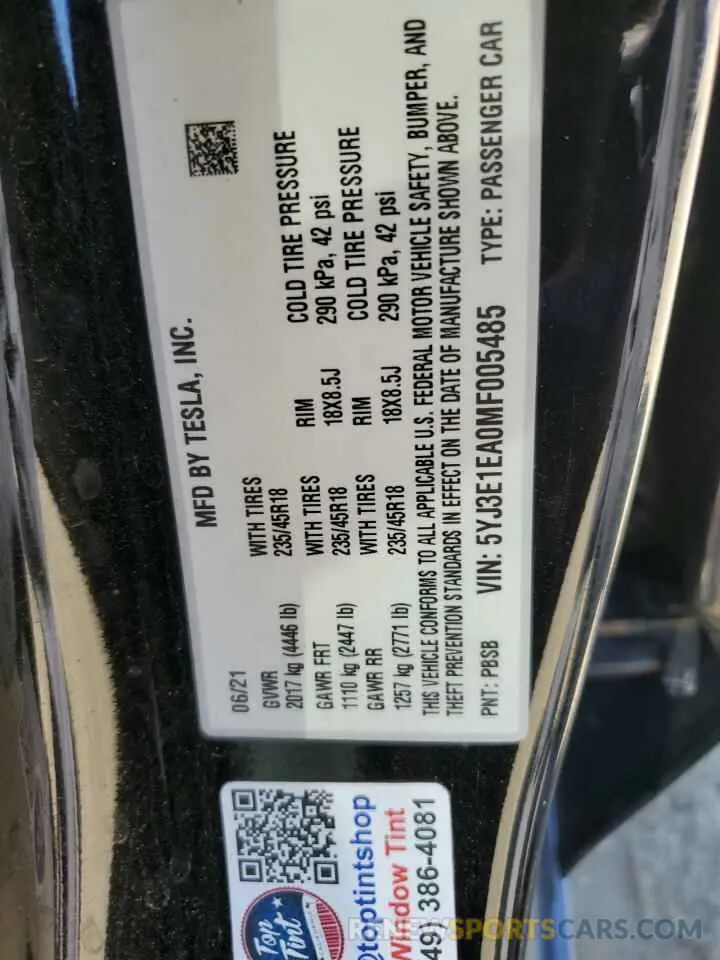 MFD BY TESLA, INC.
06/21
GVWR WITH TIRES RIM COLD TIRE PRESSURE
2017 kg (4446 lb) 235/45R18 18X8.5J 290 kPa, 42 psi
GAWR FRT WITH TIRES RIM COLD TIRE PRESSURE
1110 kg (2447 lb) 235/45R18 18X8.5J 290 kPa, 42 psi
GAWR RR WITH TIRES
1257 kg (2771 lb) 235/45R18
THIS VEHICLE CONFORMS TO ALL APPLICABLE U.S. FEDERAL MOTOR VEHICLE SAFETY, BUMPER, AND
THEFT PREVENTION STANDARDS IN EFFECT ON THE DATE OF MANUFACTURE SHOWN ABOVE.
PNT: PBSB VIN: 5YJ3E1EA0MF005485 TYPE: PASSENGER CAR
Top
Tint
@toptintshop
Window Tint
386-4081
RENEWSPORTSCARS.COM